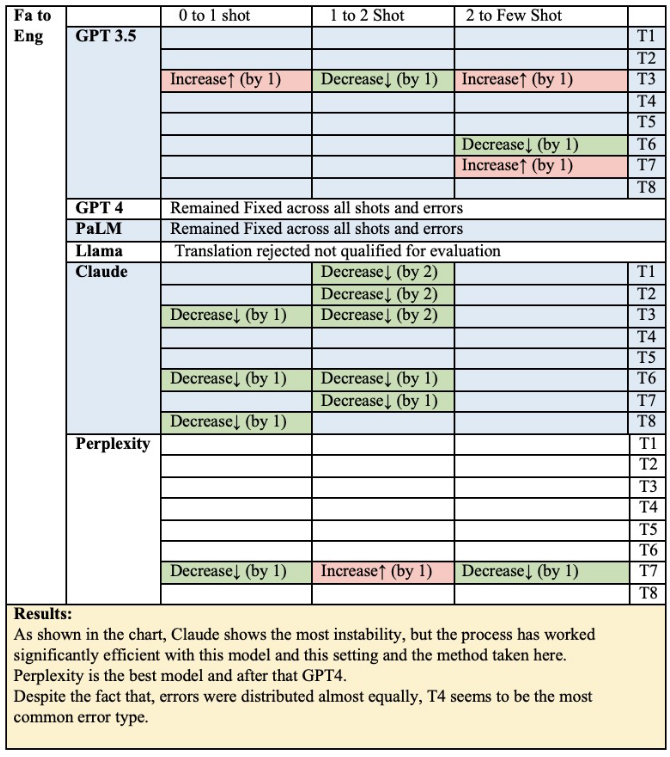 Fa to Eng 0 to 1 shot 1 to 2 Shot 2 to Few Shot
GPT 3.5 T1
T2
Increase↑ (by 1) Decrease↓ (by 1) Increase↑ (by 1) T3
T4
T5
Decrease↓ (by 1) T6
Increase↑ (by 1) T7
T8
GPT 4 Remained Fixed across all shots and errors
PaLM Remained Fixed across all shots and errors
Llama Translation rejected not qualified for evaluation
Claude Decrease↓ (by 2) T1
Decrease↓ (by 2) T2
Decrease↓ (by 1) Decrease↓ (by 2) T3
T4
T5
Decrease↓ (by 1) Decrease↓ (by 1) T6
Decrease↓ (by 1) T7
Decrease↓ (by 1) T8
Perplexity T1
T2
T3
T4
T5
T6
Decrease↓ (by 1) Increase↑ (by 1) Decrease↓ (by 1) T7
T8
Results:
As shown in the chart, Claude shows the most instability, but the process has worked
significantly efficient with this model and this setting and the method taken here.
Perplexity is the best model and after that GPT4.
Despite the fact that, errors were distributed almost equally, T4 seems to be the most
common error type.